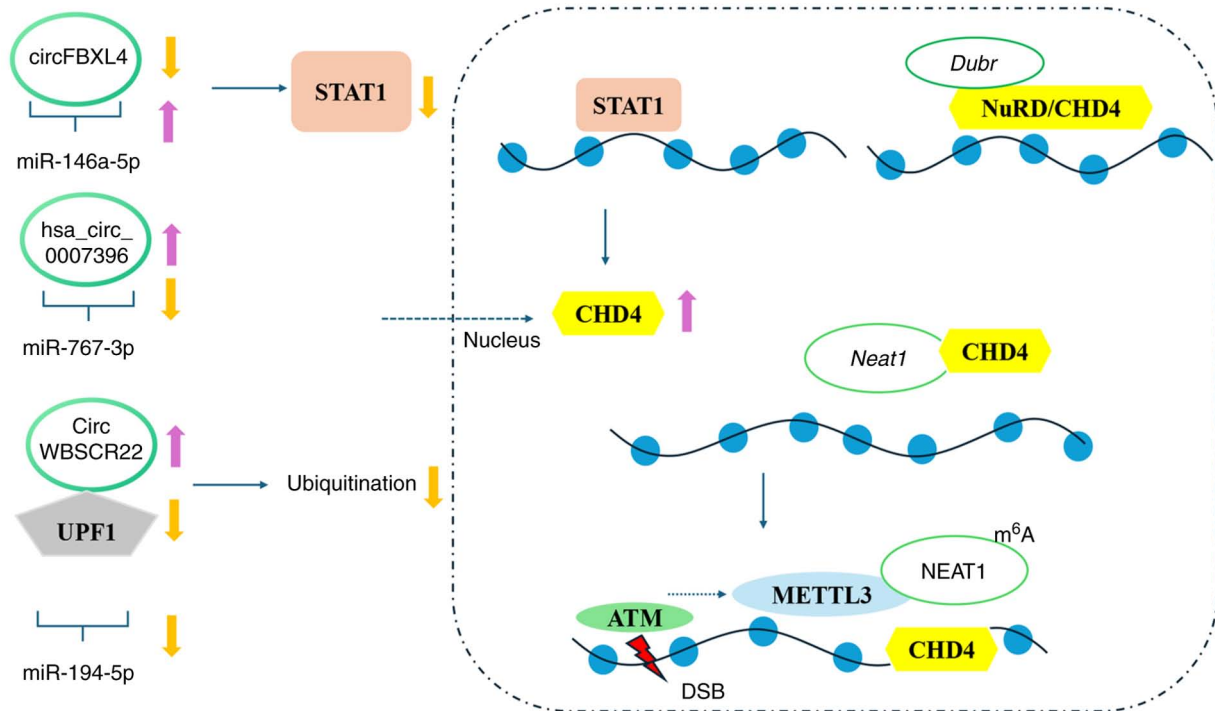 circFBXL4
miR-146a-5p
STAT1
hsa_circ_
0007396
miR-767-3p
Circ
WBSCR22
UPF1
Ubiquitination
miR-194-5p
STAT1
Dubr
NuRD/CHD4
CHD4
Nucleus
Neat1
CHD4
m⁶A
NEAT1
METTL3
ATM
CHD4
DSB